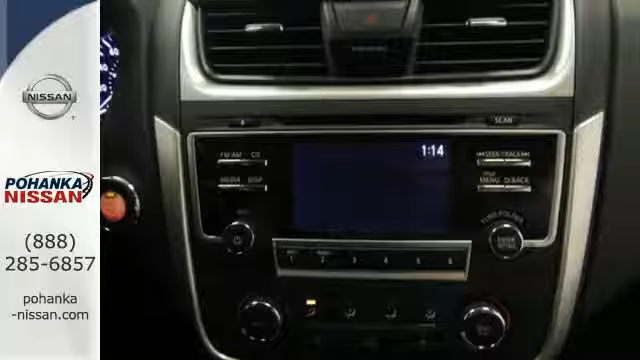 NISSAN
POHANKA
NISSAN
(888)
285-6857
pohanka
-nissan.com
SCAN
1:14
FM·AM CD
SEEK·TRACK
MEDIA DISP
MENU BACK
TUNE·FOLDER
1 2 3 4 5 6